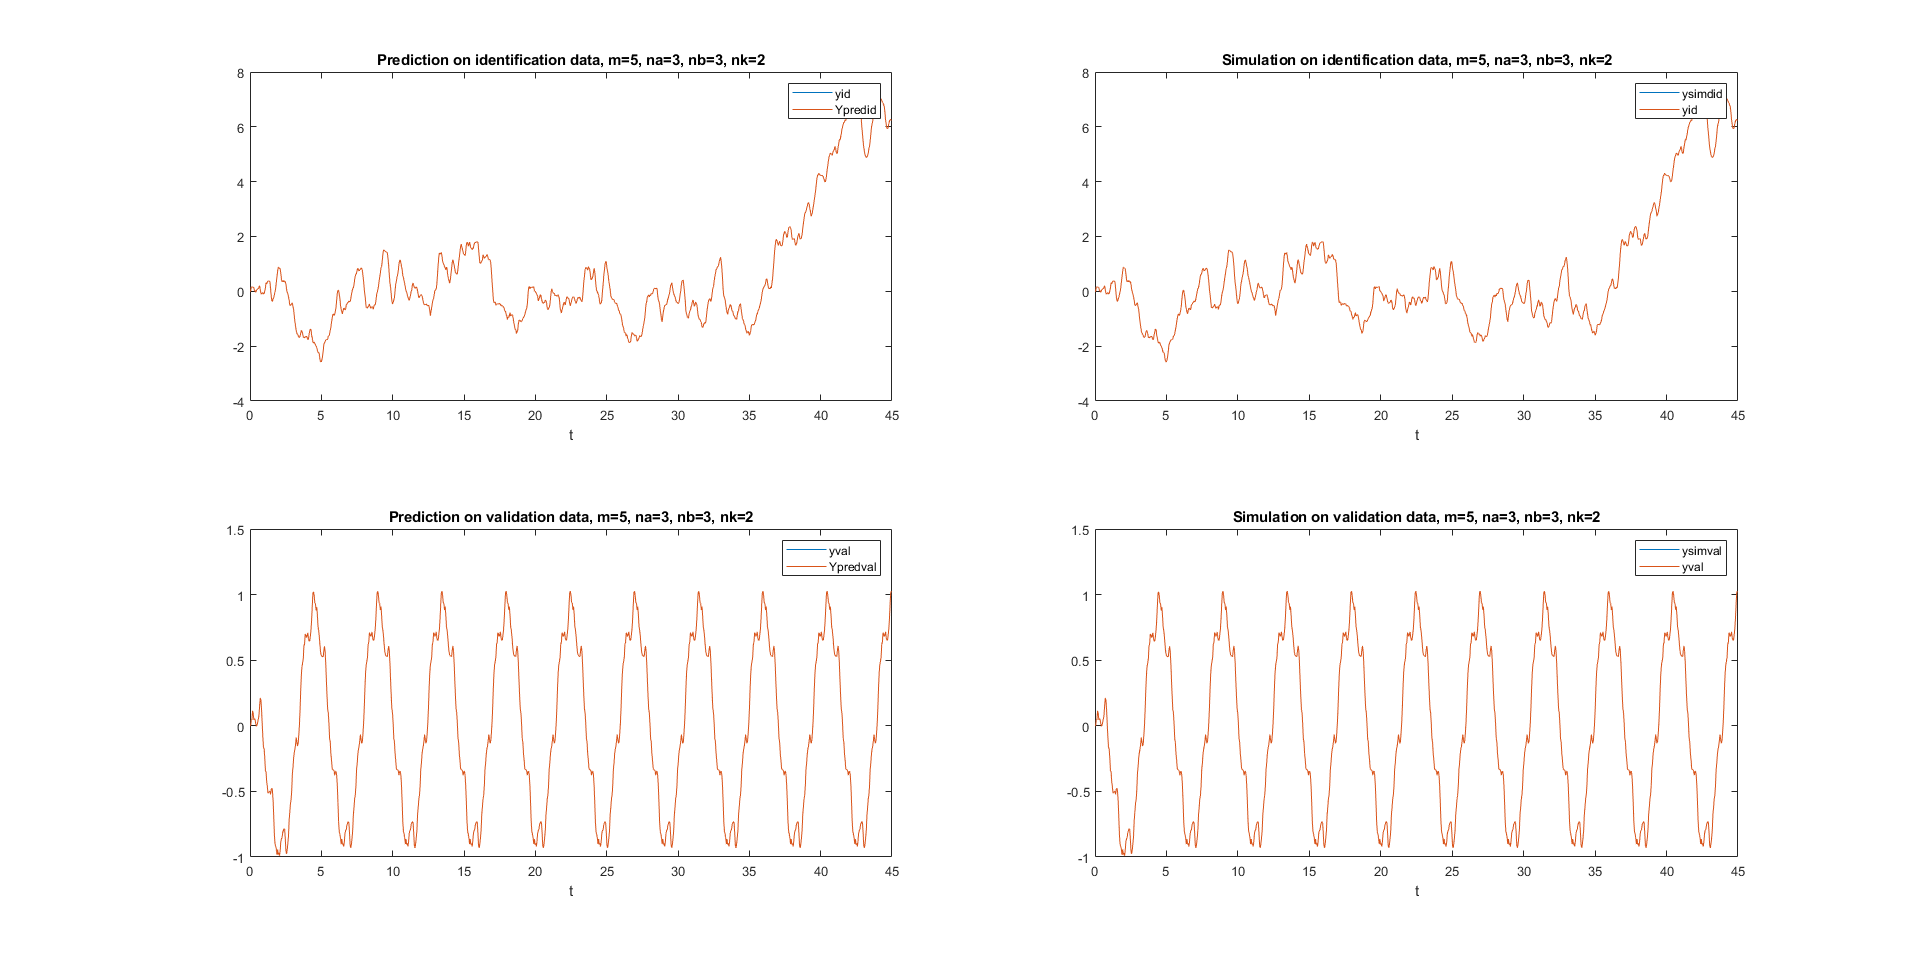 Prediction on identification data, m=5, na=3, nb=3, nk=2
8
6
4
2
0
-2
-4
0 5 10 15 20 25 30 35 40 45
t
yid
Ypredid
Simulation on identification data, m=5, na=3, nb=3, nk=2
8
6
4
2
0
-2
-4
0 5 10 15 20 25 30 35 40 45
t
ysimdid
yid
Prediction on validation data, m=5, na=3, nb=3, nk=2
1.5
1
0.5
0
-0.5
-1
0 5 10 15 20 25 30 35 40 45
t
yval
Ypredval
Simulation on validation data, m=5, na=3, nb=3, nk=2
1.5
1
0.5
0
-0.5
-1
0 5 10 15 20 25 30 35 40 45
t
ysimval
yval